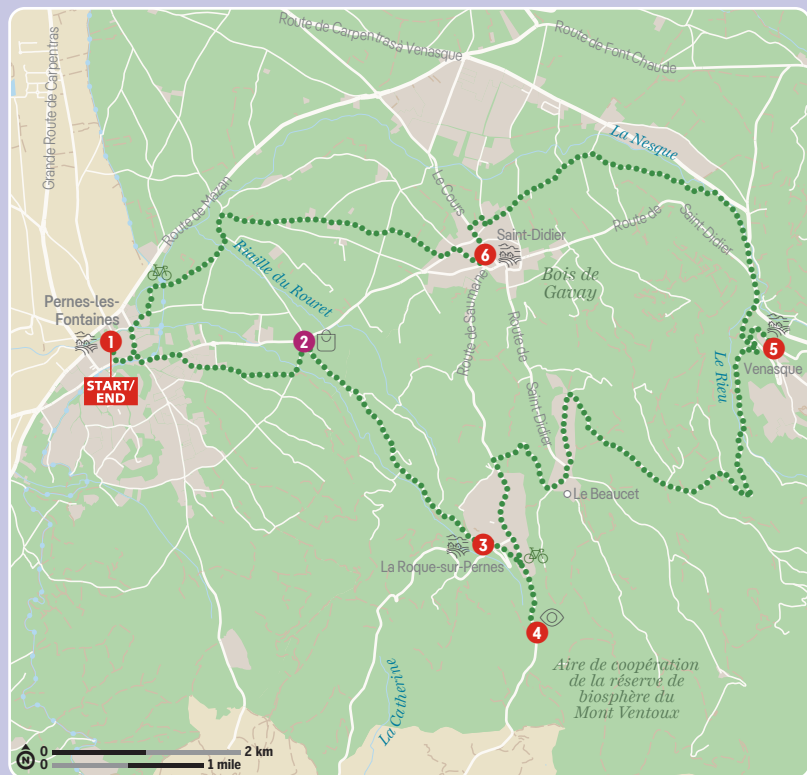 Route de Carpentras à Venasque
Route de Font Chaude
Grande Route de Carpentras
La Nesque
Le Cours
Route de Mazan
Route de
Saint-Didier
Saint-Didier
6
Riaille du Rouret
Bois de
Gavay
Route de Saumane
Pernes-les-
Fontaines
1
START/
END
2
Route de
Saint-Didier
Le Rieu
5
Venasque
Le Beaucet
3
La Roque-sur-Pernes
4
Aire de coopération
de la réserve de
biosphère du
Mont Ventoux
La Catherine
N
0
2 km
0
1 mile